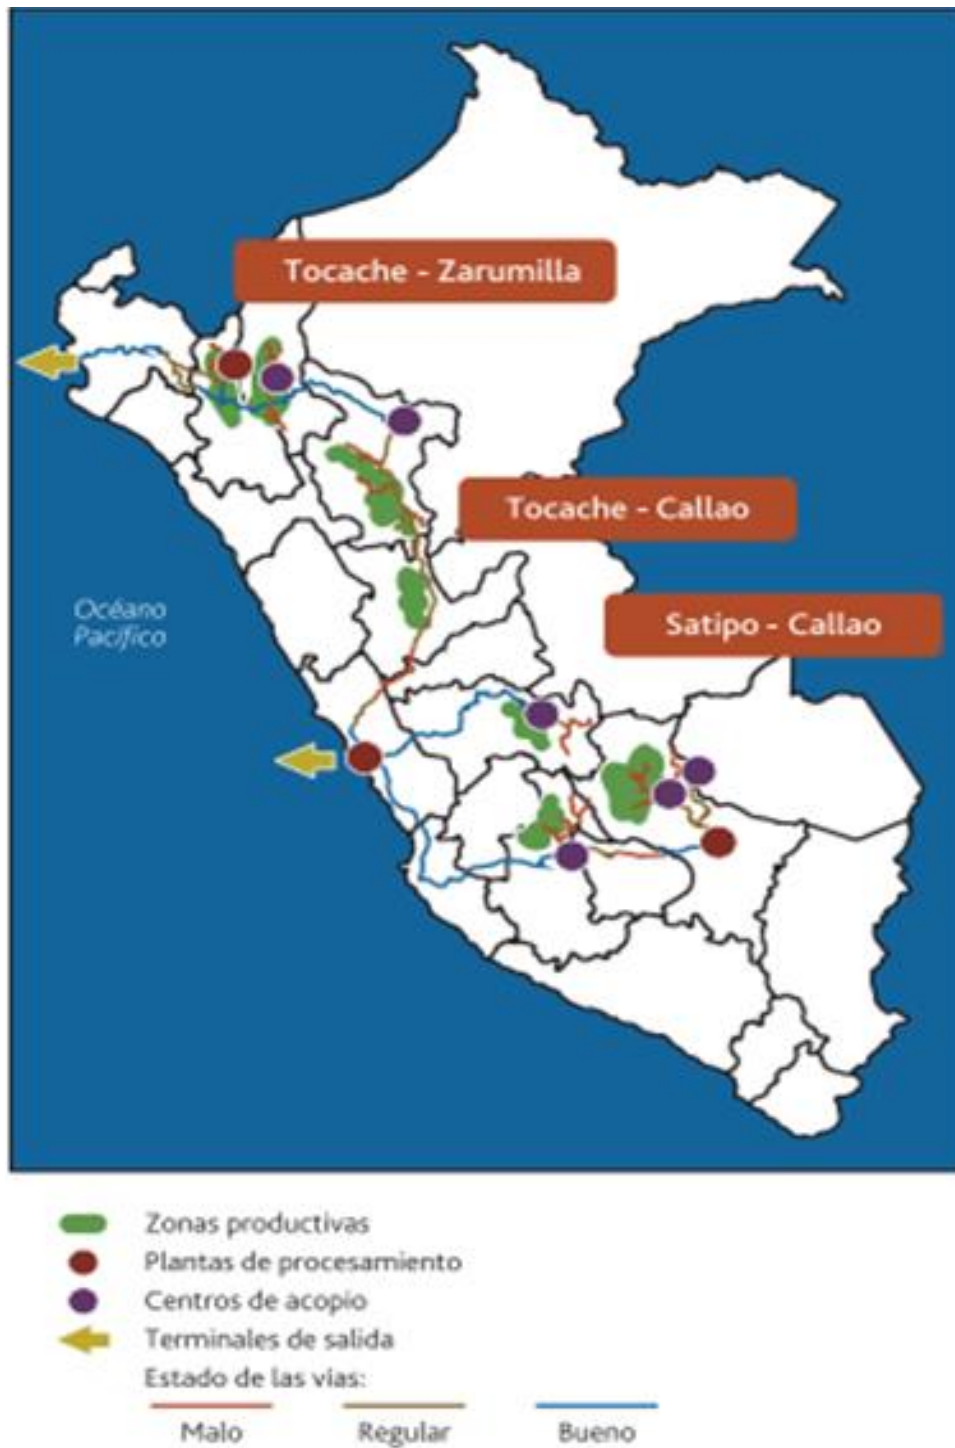 Tocache - Zarumilla
Tocache - Callao
Satipo - Callao
Océano
Pacífico
Zonas productivas
Plantas de procesamiento
Centros de acopio
Terminales de salida
Estado de las vías:
Malo
Regular
Bueno